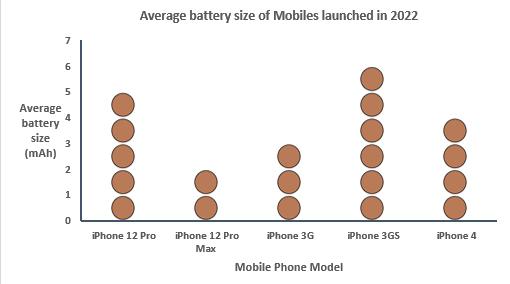 Average battery size of Mobiles launched in 2022
7
6
5
4
3
2
1
0
Average
battery
size
(mAh)
iPhone 12 Pro
iPhone 12 Pro
Max
iPhone 3G
iPhone 3GS
iPhone 4
Mobile Phone Model